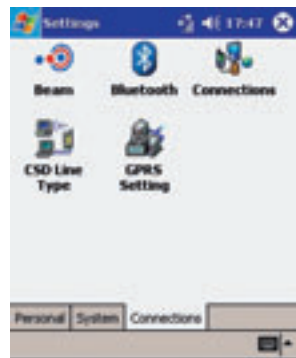 Settings 17:47
Beam Bluetooth Connections
CSD Line Type GPRS Setting
Personal System Connections